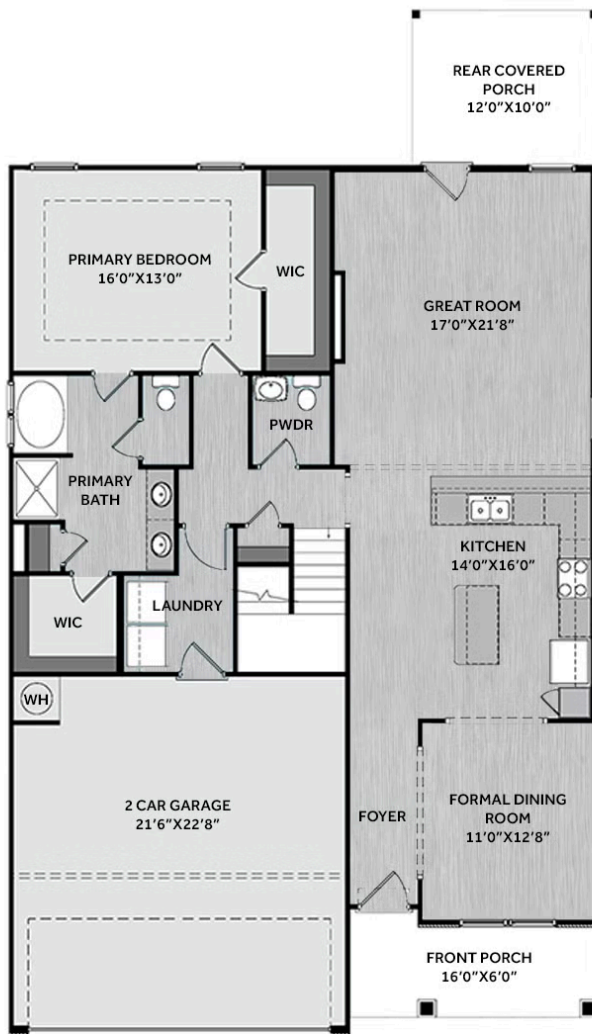 REAR COVERED
PORCH
12'0"X10'0"
PRIMARY BEDROOM
16'0"X13'0"
WIC
GREAT ROOM
17'0"X21'8"
PWDR
PRIMARY
BATH
KITCHEN
14'0"X16'0"
LAUNDRY
WIC
WH
2 CAR GARAGE
21'6"X22'8"
FOYER
FORMAL DINING
ROOM
11'0"X12'8"
FRONT PORCH
16'0"X6'0"